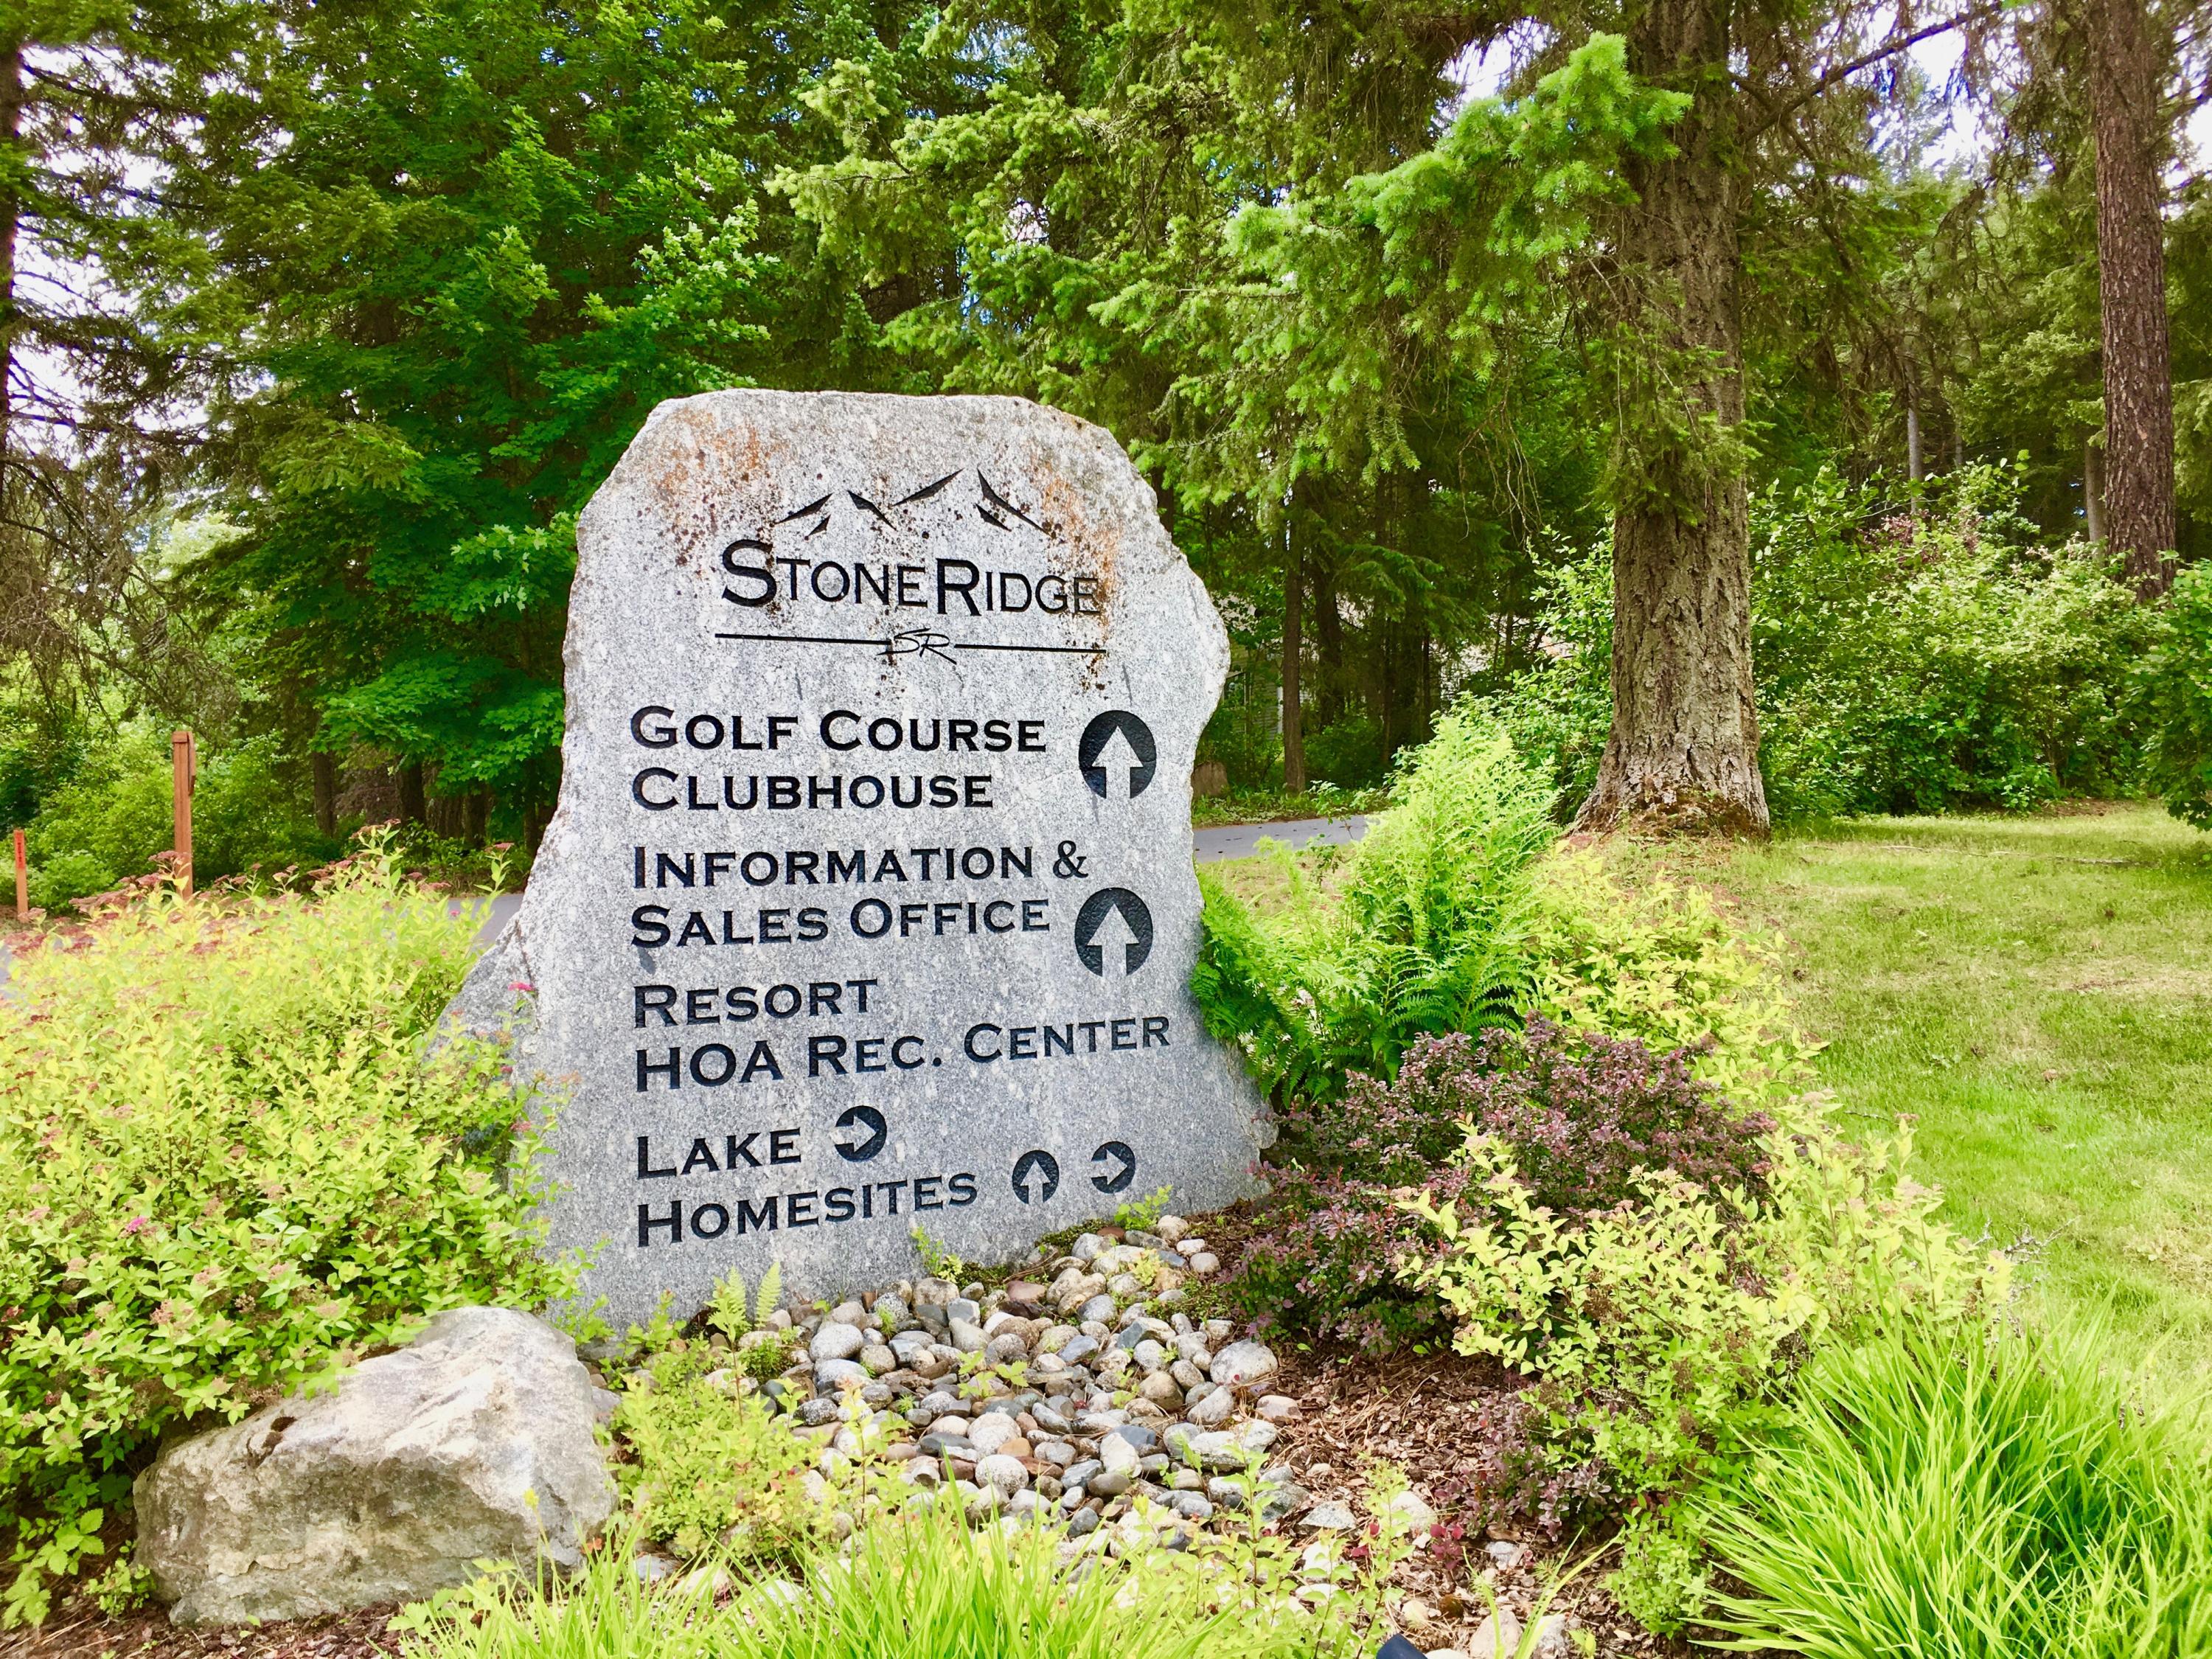 STONERIDGE
SR
GOLF COURSE
CLUBHOUSE
INFORMATION &
SALES OFFICE
RESORT
HOA REC. CENTER
LAKE
HOMESITES